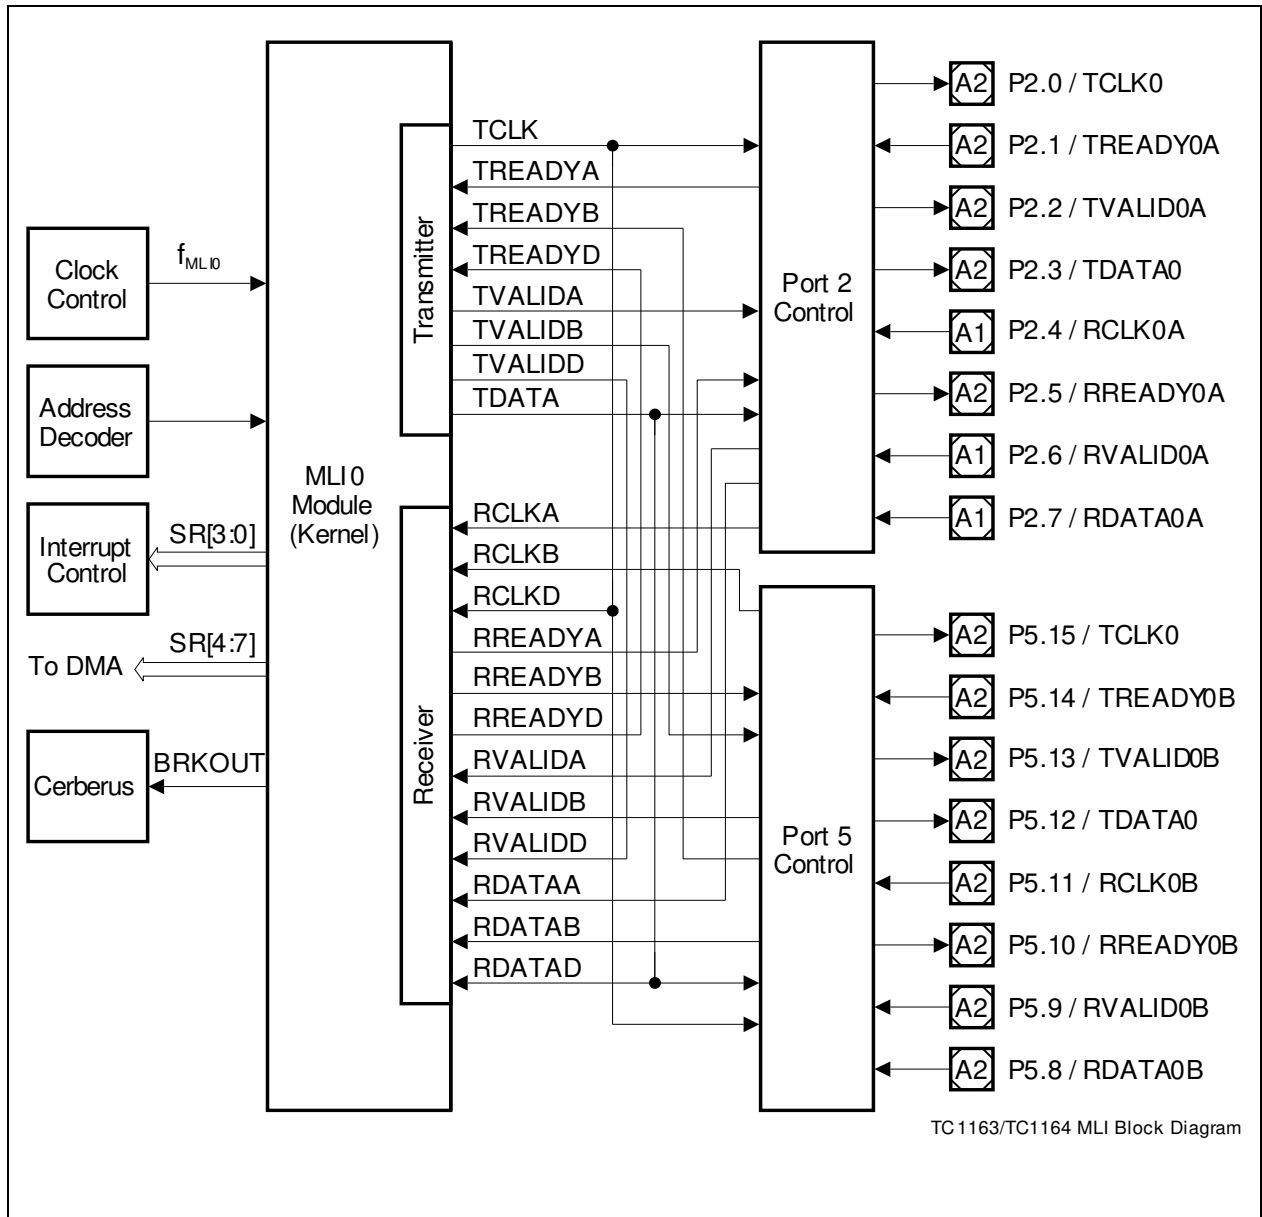 Clock
Control
fMLI0
Address
Decoder
Interrupt
Control
SR[3:0]
To DMA
SR[4:7]
Cerberus
BRKOUT
MLI0
Module
(Kernel)
Transmitter
TCLK
TREADYA
TREADYB
TREADYD
TVALIDA
TVALIDB
TVALIDD
TDATA
Receiver
RCLKA
RCLKB
RCLKD
RREADYA
RREADYB
RREADYD
RVALIDA
RVALIDB
RVALIDD
RDATAA
RDATAB
RDATAD
Port 2
Control
A2 P2.0 / TCLK0
A2 P2.1 / TREADY0A
A2 P2.2 / TVALID0A
A2 P2.3 / TDATA0
A1 P2.4 / RCLK0A
A2 P2.5 / RREADY0A
A1 P2.6 / RVALID0A
A1 P2.7 / RDATA0A
Port 5
Control
A2 P5.15 / TCLK0
A2 P5.14 / TREADY0B
A2 P5.13 / TVALID0B
A2 P5.12 / TDATA0
A2 P5.11 / RCLK0B
A2 P5.10 / RREADY0B
A2 P5.9 / RVALID0B
A2 P5.8 / RDATA0B
TC1163/TC1164 MLI Block Diagram